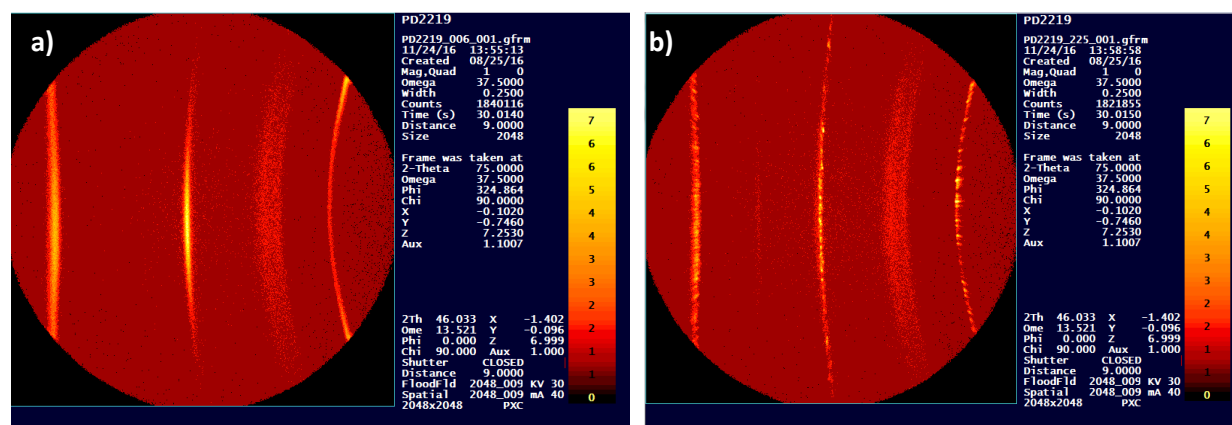 a)
PD2219
PD2219_006_001.gfrm
11/24/16 13:55:13
Created 08/25/16
Mag,Quad 1 0
Omega 37.5000
Width 0.2500
Counts 1840116
Time (s) 30.0140
Distance 9.0000
Size 2048
Frame was taken at
2-Theta 75.0000
Omega 37.5000
Phi 324.864
Chi 90.0000
X -0.1020
Y -0.7460
Z 7.2530
Aux 1.1007
2Th 46.033 X -1.402
Ome 13.521 Y -0.096
Phi 0.000 Z 6.999
Chi 90.000 Aux 1.000
Shutter CLOSED
Distance 9.0000
FloodFld 2048_009 KV 30
Spatial 2048_009 mA 40
2048x2048 PXC
7
6
6
5
4
4
3
3
2
2
1
1
0
b)
PD2219
PD2219_225_001.gfrm
11/24/16 13:58:58
Created 08/25/16
Mag,Quad 1 0
Omega 37.5000
Width 0.2500
Counts 1821855
Time (s) 30.0150
Distance 9.0000
Size 2048
Frame was taken at
2-Theta 75.0000
Omega 37.5000
Phi 324.864
Chi 90.0000
X -0.1020
Y -0.7460
Z 7.2530
Aux 1.1007
2Th 46.033 X -1.402
Ome 13.521 Y -0.096
Phi 0.000 Z 6.999
Chi 90.000 Aux 1.000
Shutter CLOSED
Distance 9.0000
FloodFld 2048_009 KV 30
Spatial 2048_009 mA 40
2048x2048 PXC
7
6
6
5
4
4
3
3
2
2
1
1
0